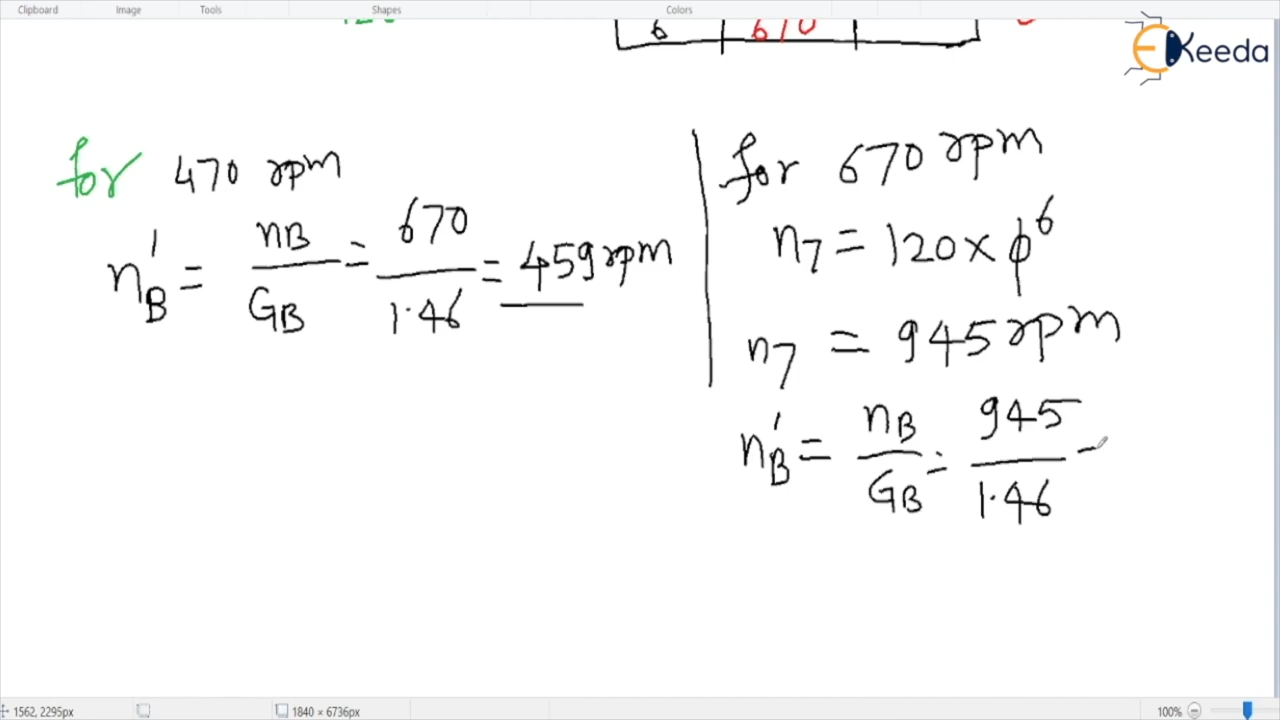 Clipboard Image Tools Shapes Colors
6 670
Keeda
for 470 rpm
n'B = nB/GB = 670/1.46 = 459 rpm
for 670 rpm
n7 = 120 × ϕ^6
n7 = 945 rpm
n'B = nB/GB = 945/1.46 -
1562, 2295px 1840 × 6736px 100%